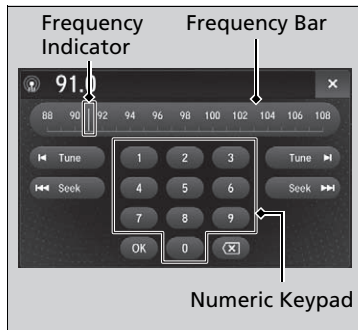 Frequency Indicator
Frequency Bar
91.0
×
88 90 92 94 96 98 100 102 104 106 108
Tune 1 2 3 Tune
Seek 4 5 6 Seek
7 8 9
OK 0
Numeric Keypad